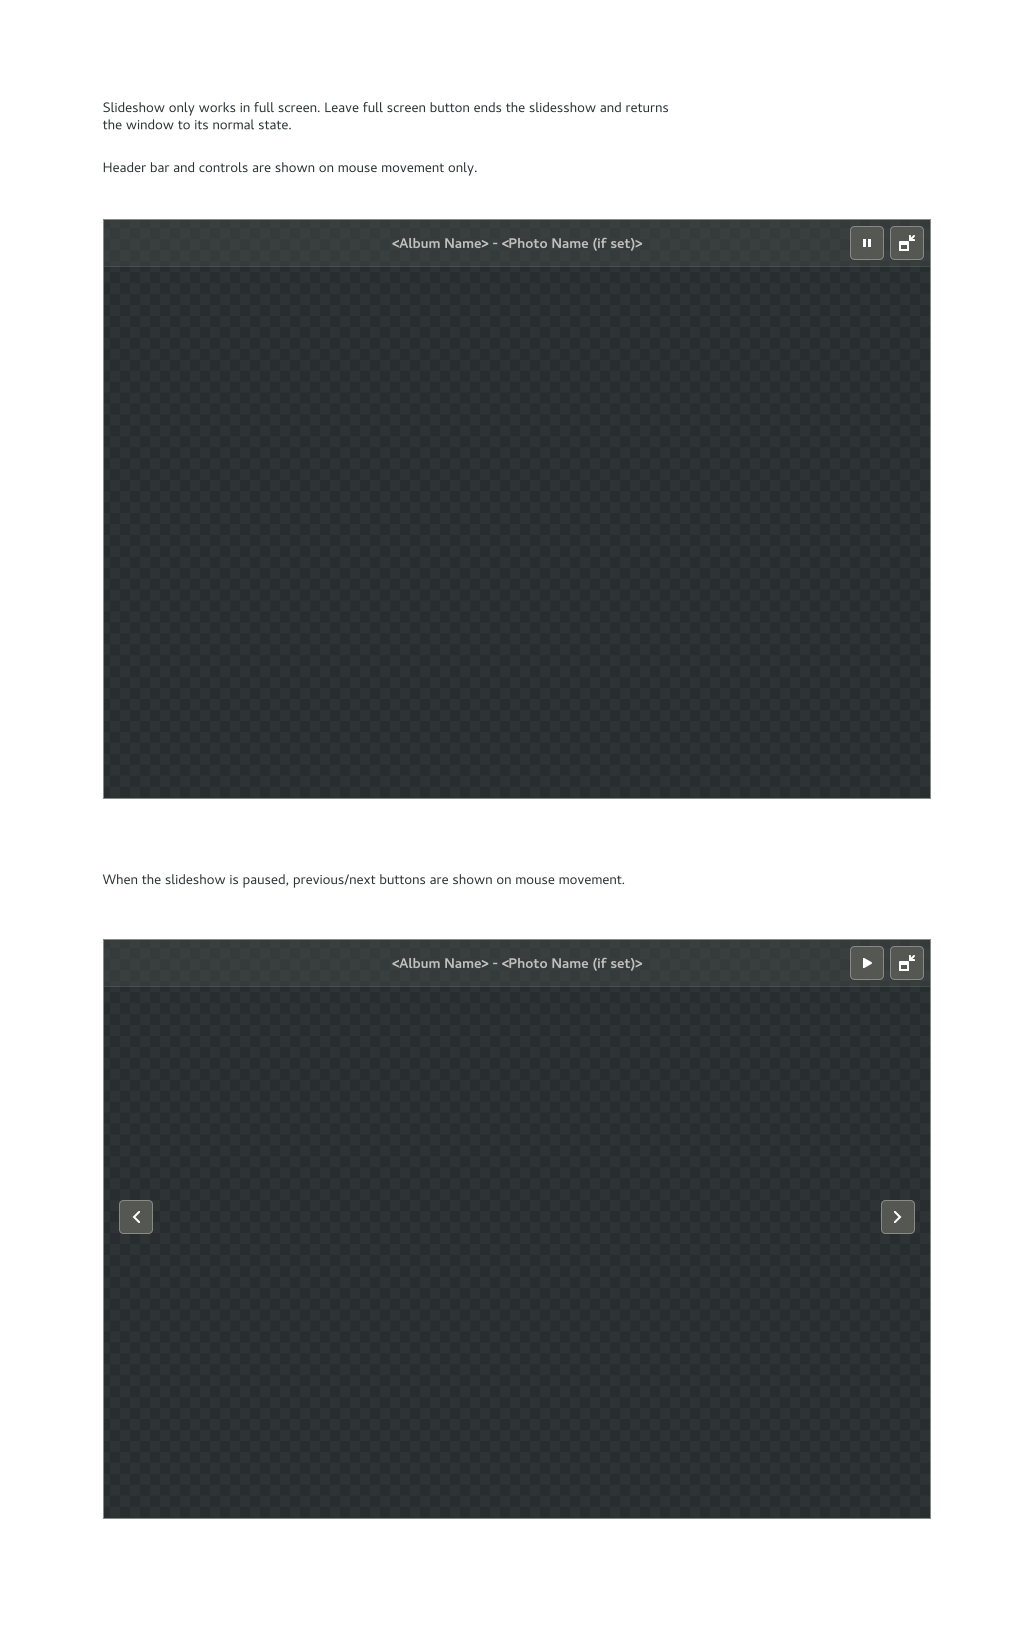 Slideshow only works in full screen. Leave full screen button ends the slidesshow and returns
the window to its normal state.
Header bar and controls are shown on mouse movement only.
<Album Name> - <Photo Name (if set)>
When the slideshow is paused, previous/next buttons are shown on mouse movement.
<Album Name> - <Photo Name (if set)>